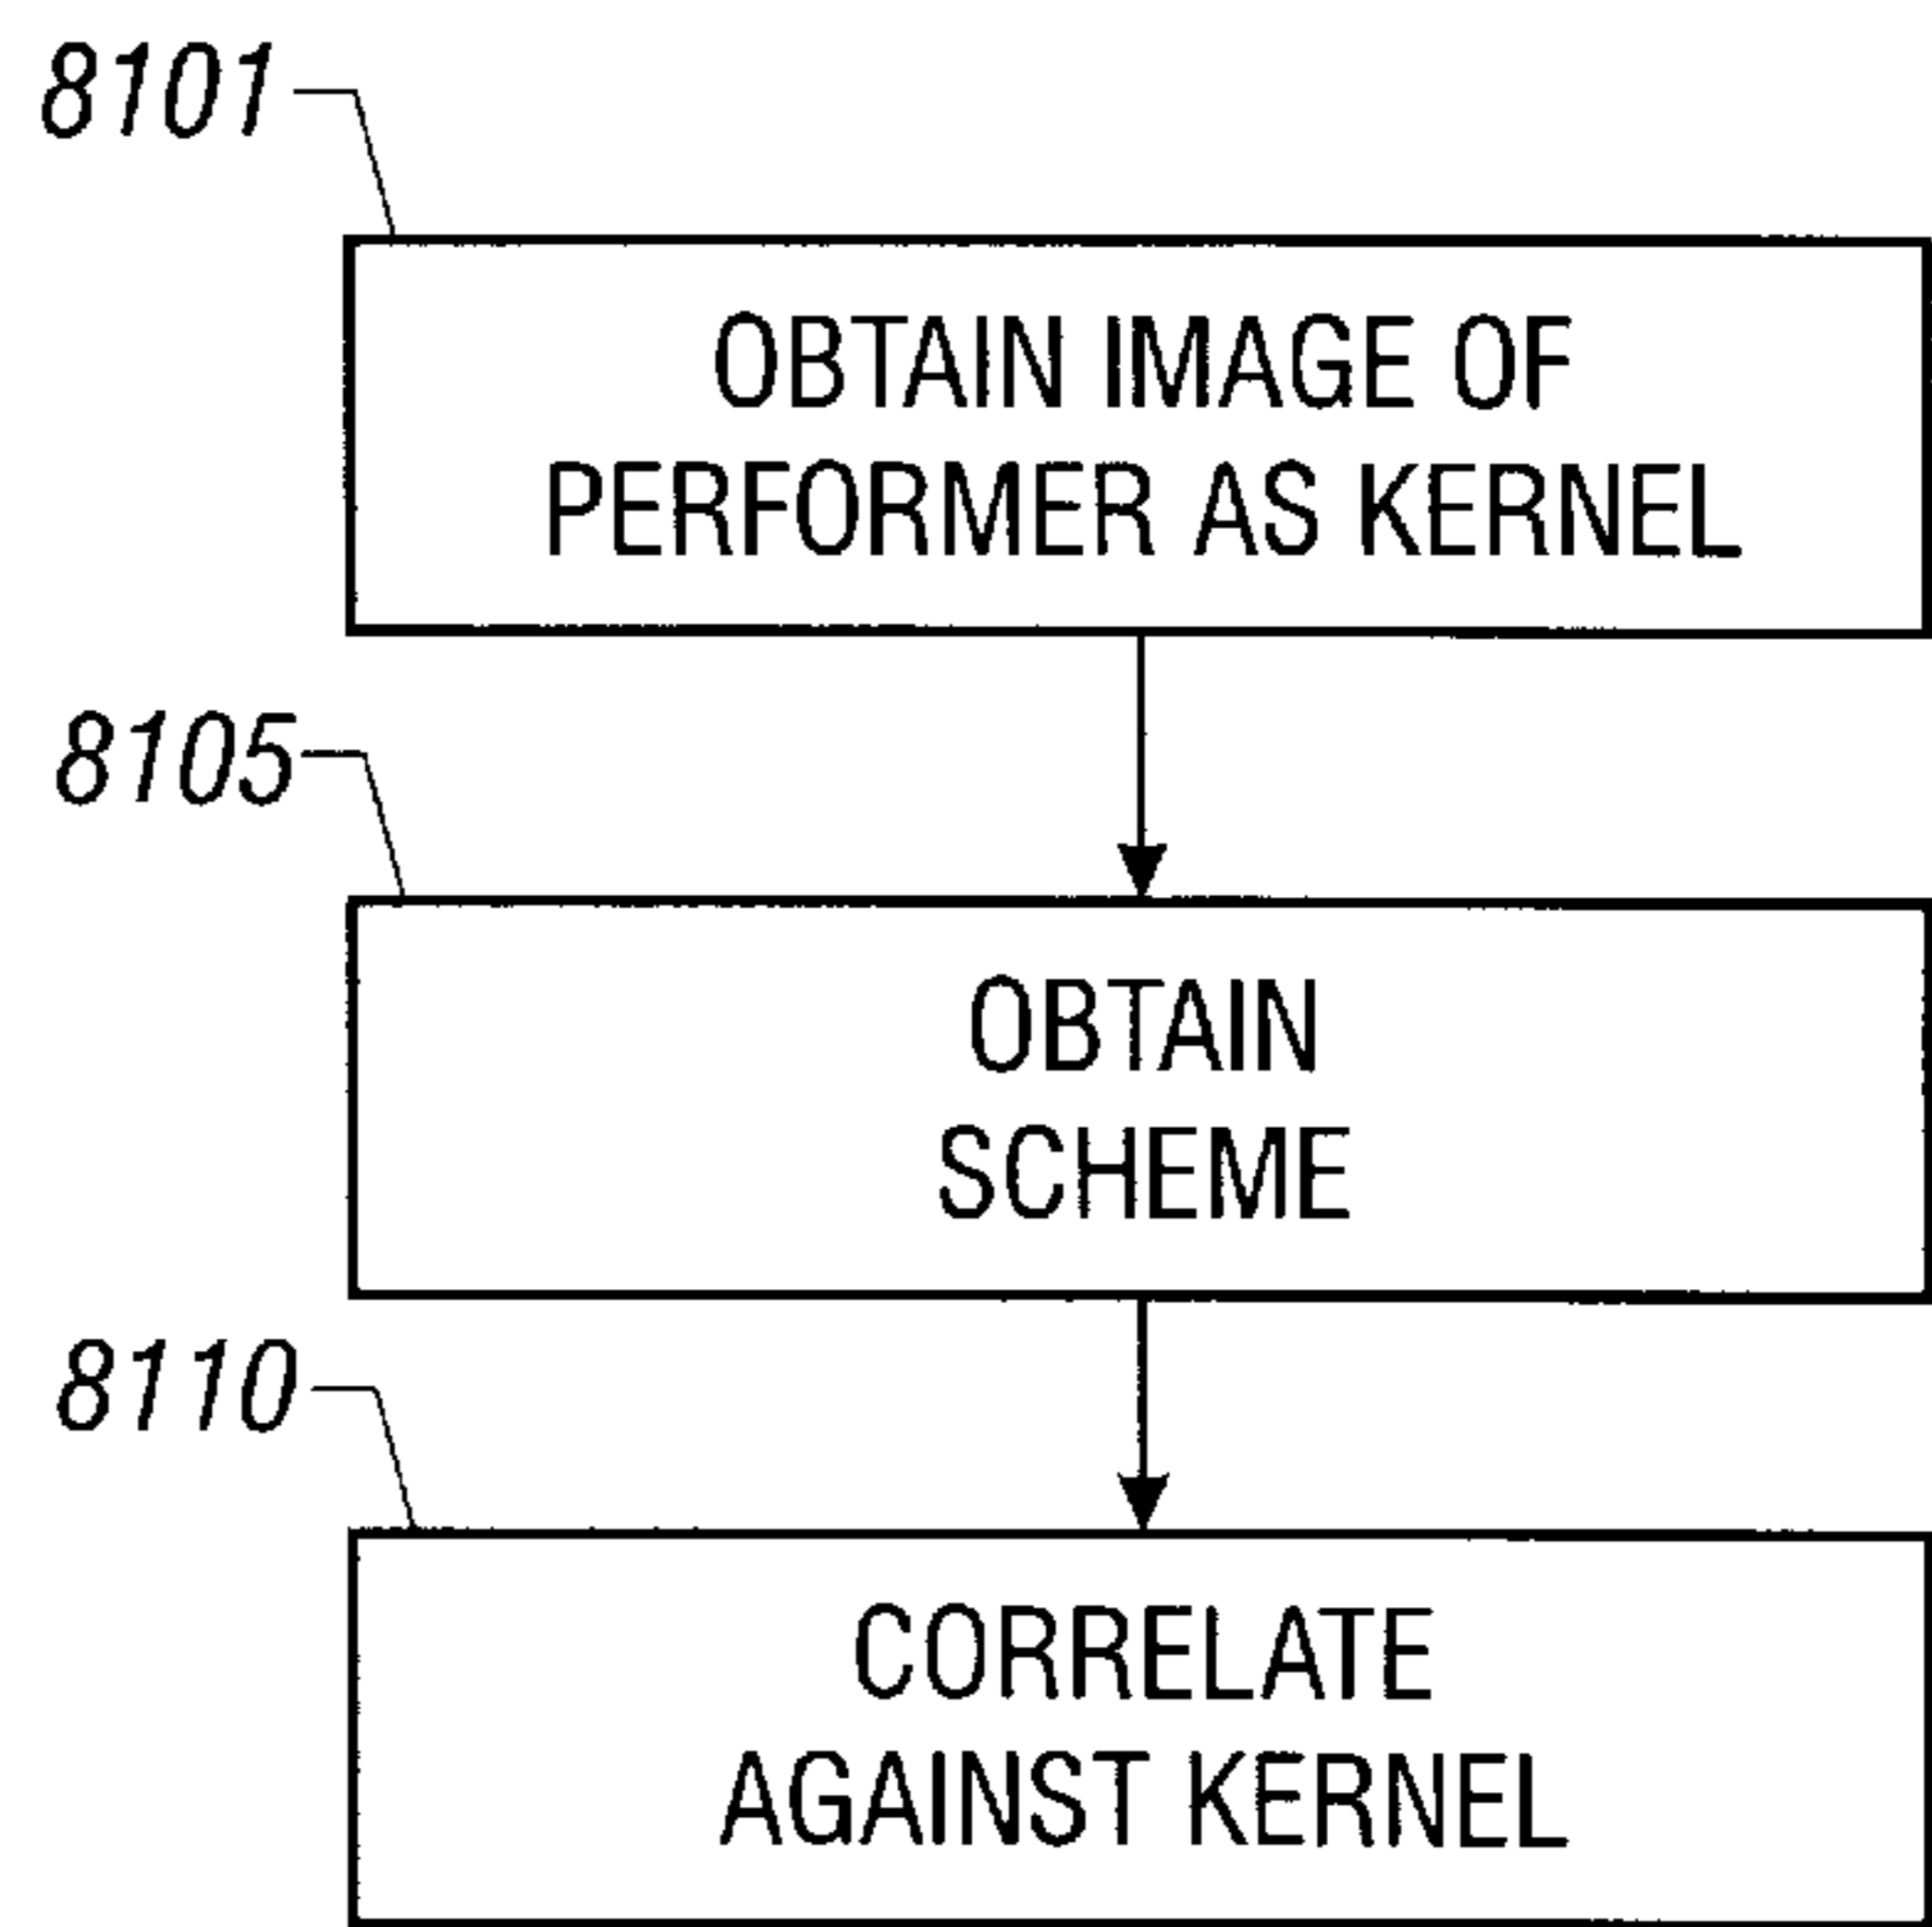 8101
OBTAIN IMAGE OF
PERFORMER AS KERNEL
8105
OBTAIN
SCHEME
8110
CORRELATE
AGAINST KERNEL